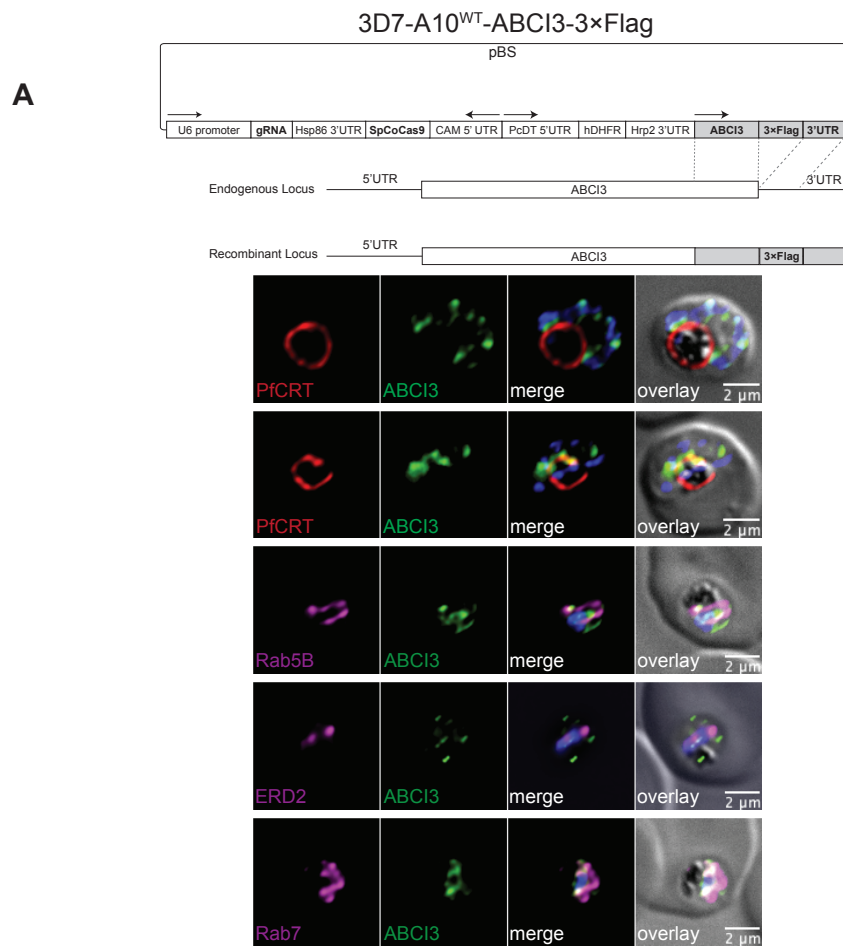 3D7-A10WT-ABCI3-3×Flag
pBS
A
U6 promoter gRNA Hsp86 3'UTR SpCoCas9 CAM 5' UTR PcDT 5'UTR hDHFR Hrp2 3'UTR ABCI3 3×Flag 3'UTR
5'UTR 3'UTR
Endogenous Locus ABCI3
5'UTR
Recombinant Locus ABCI3 3×Flag
PfCRT ABCI3 merge overlay 2 μm
PfCRT ABCI3 merge overlay 2 μm
Rab5B ABCI3 merge overlay 2 μm
ERD2 ABCI3 merge overlay 2 μm
Rab7 ABCI3 merge overlay 2 μm